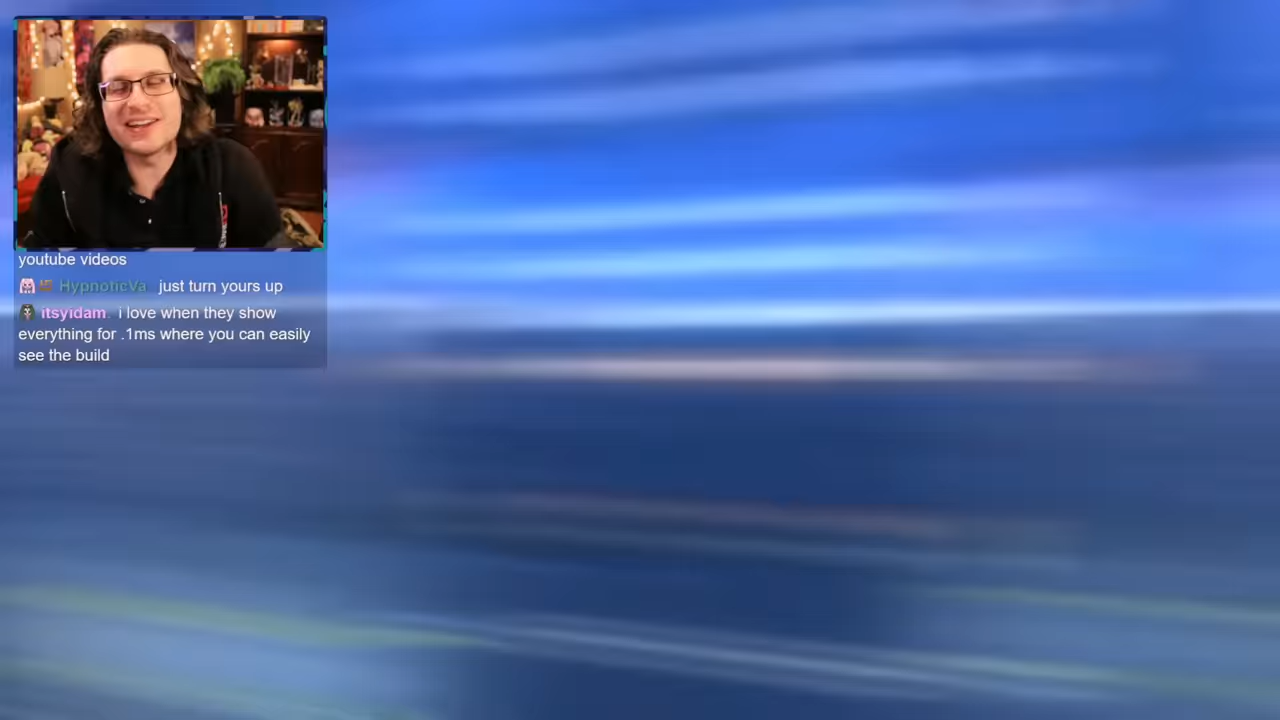 youtube videos
HypnoticVa just turn yours up
itsyidam i love when they show
everything for .1ms where you can easily
see the build